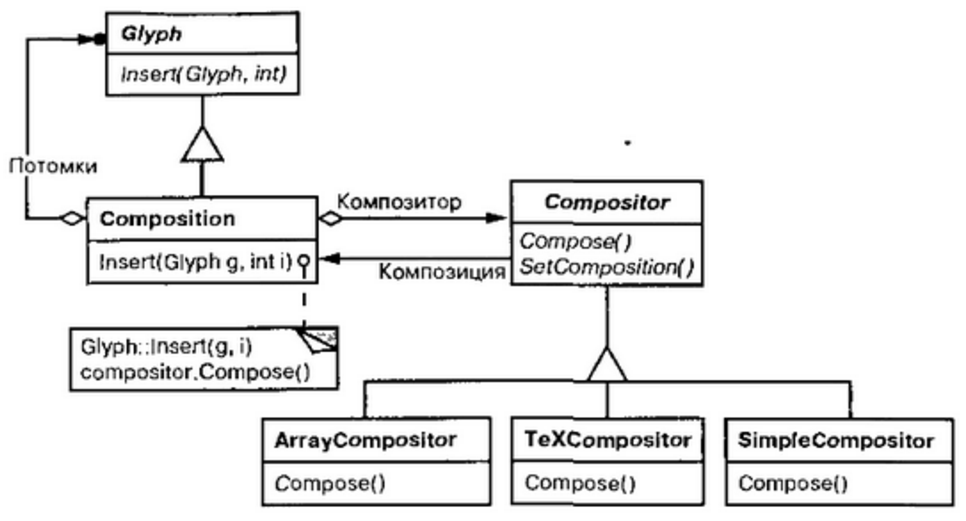 Glyph
Insert(Glyph, int)
Потомки
Composition
Insert(Glyph g, int i)
Композитор
Композиция
Compositor
Compose()
SetComposition()
Glyph::Insert(g, i)
compositor.Compose()
ArrayCompositor
Compose()
TeXCompositor
Compose()
SimpleCompositor
Compose()